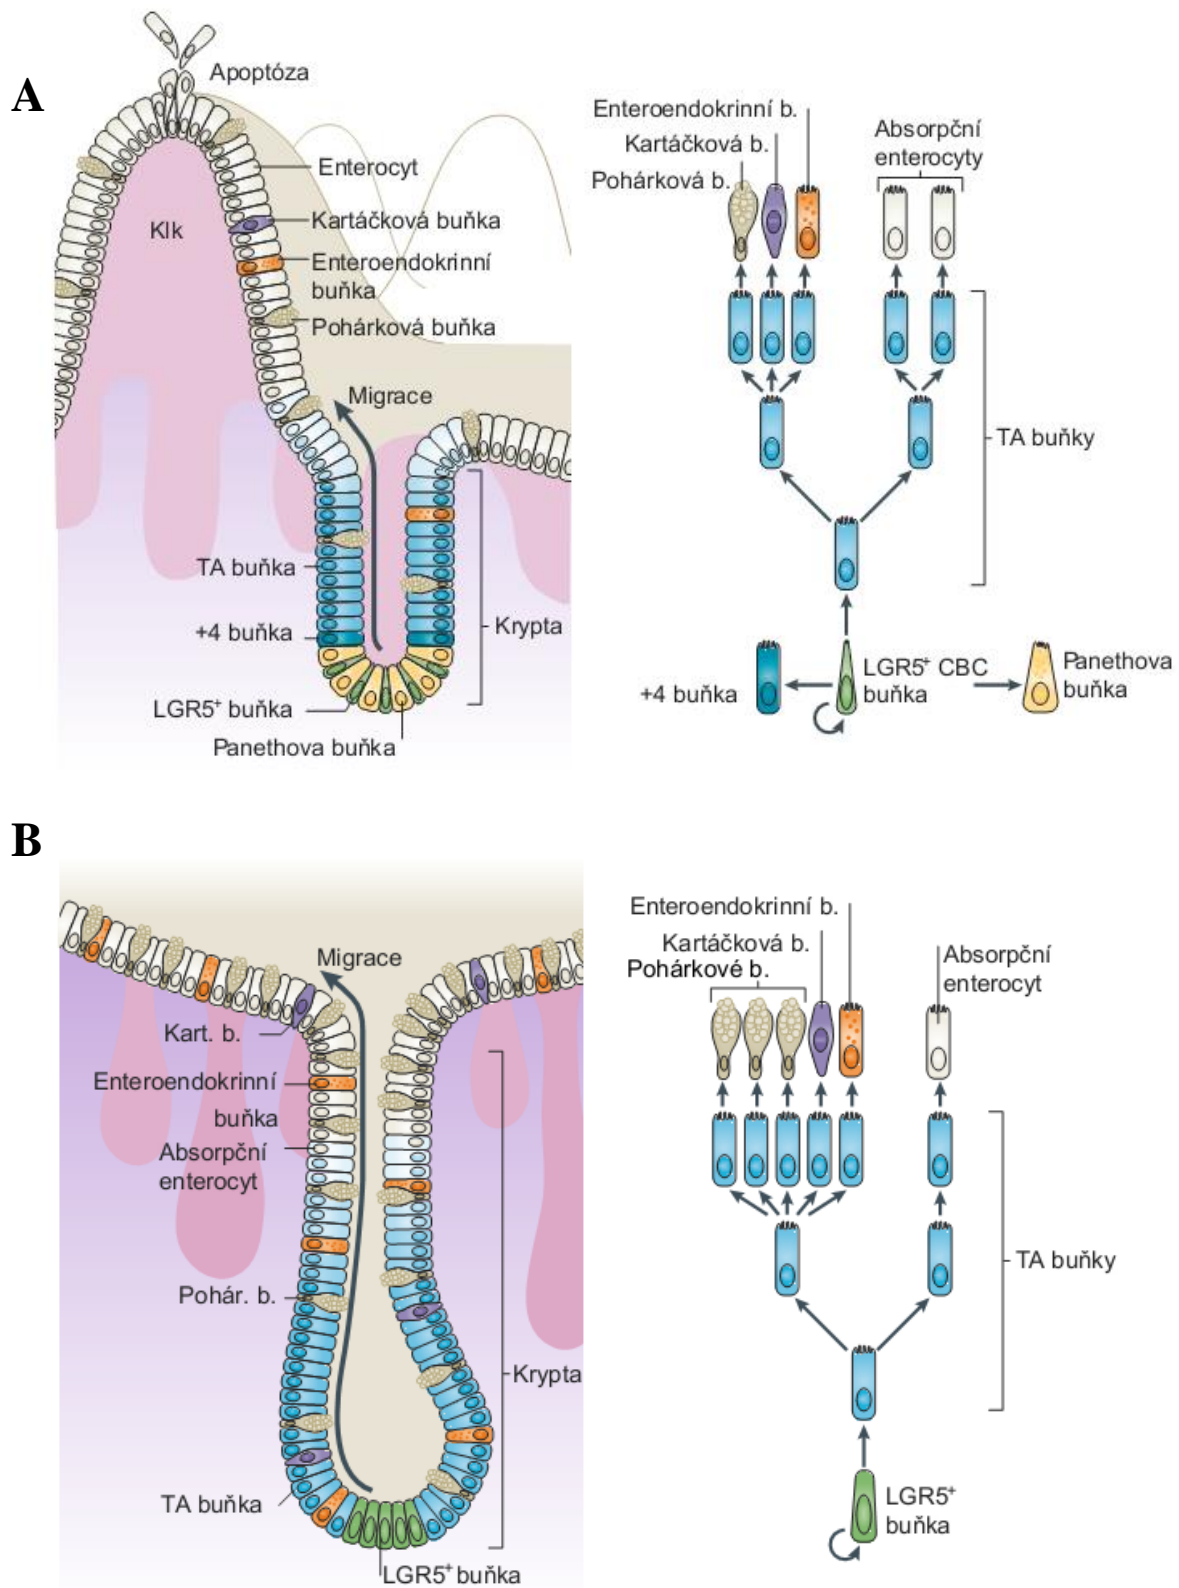 A
Apoptóza
Enterocyt
Kartáčková buňka
Klk
Enteroendokrinní
buňka
Pohárková buňka
Migrace
TA buňka
+4 buňka
Krypta
LGR5⁺ buňka
Panethova buňka
Enteroendokrinní b.
Kartáčková b.
Pohárková b.
Absorpční
enterocyty
TA buňky
+4 buňka
LGR5⁺ CBC
buňka
Panethova
buňka
B
Migrace
Kart. b.
Enteroendokrinní
buňka
Absorpční
enterocyt
Pohár. b.
Krypta
TA buňka
LGR5⁺ buňka
Enteroendokrinní b.
Kartáčková b.
Pohárkové b.
Absorpční
enterocyt
TA buňky
LGR5⁺
buňka